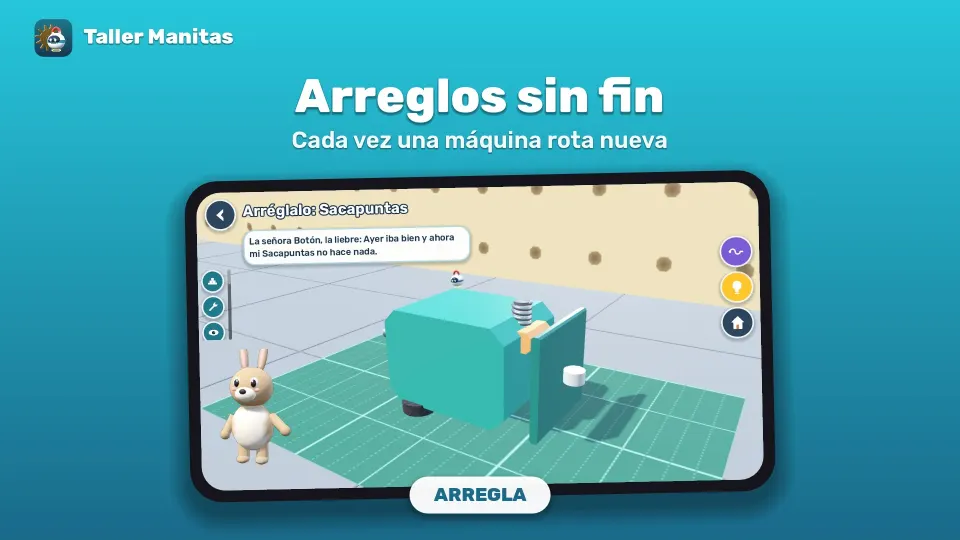 Taller Manitas
Arreglos sin fin
Cada vez una máquina rota nueva
Arréglalo: Sacapuntas
La señora Botón, la liebre: Ayer iba bien y ahora
mi Sacapuntas no hace nada.
ARREGLA